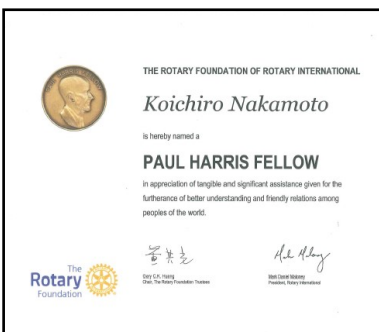 THE ROTARY FOUNDATION OF ROTARY INTERNATIONAL
Koichiro Nakamoto
is hereby named a
PAUL HARRIS FELLOW
in appreciation of tangible and significant assistance given for the
furtherance of better understanding and friendly relations among
peoples of the world.
The
Rotary
Foundation
Gary C.K. Huang
Chair, The Rotary Foundation Trustees
Mark Daniel Maloney
President, Rotary International